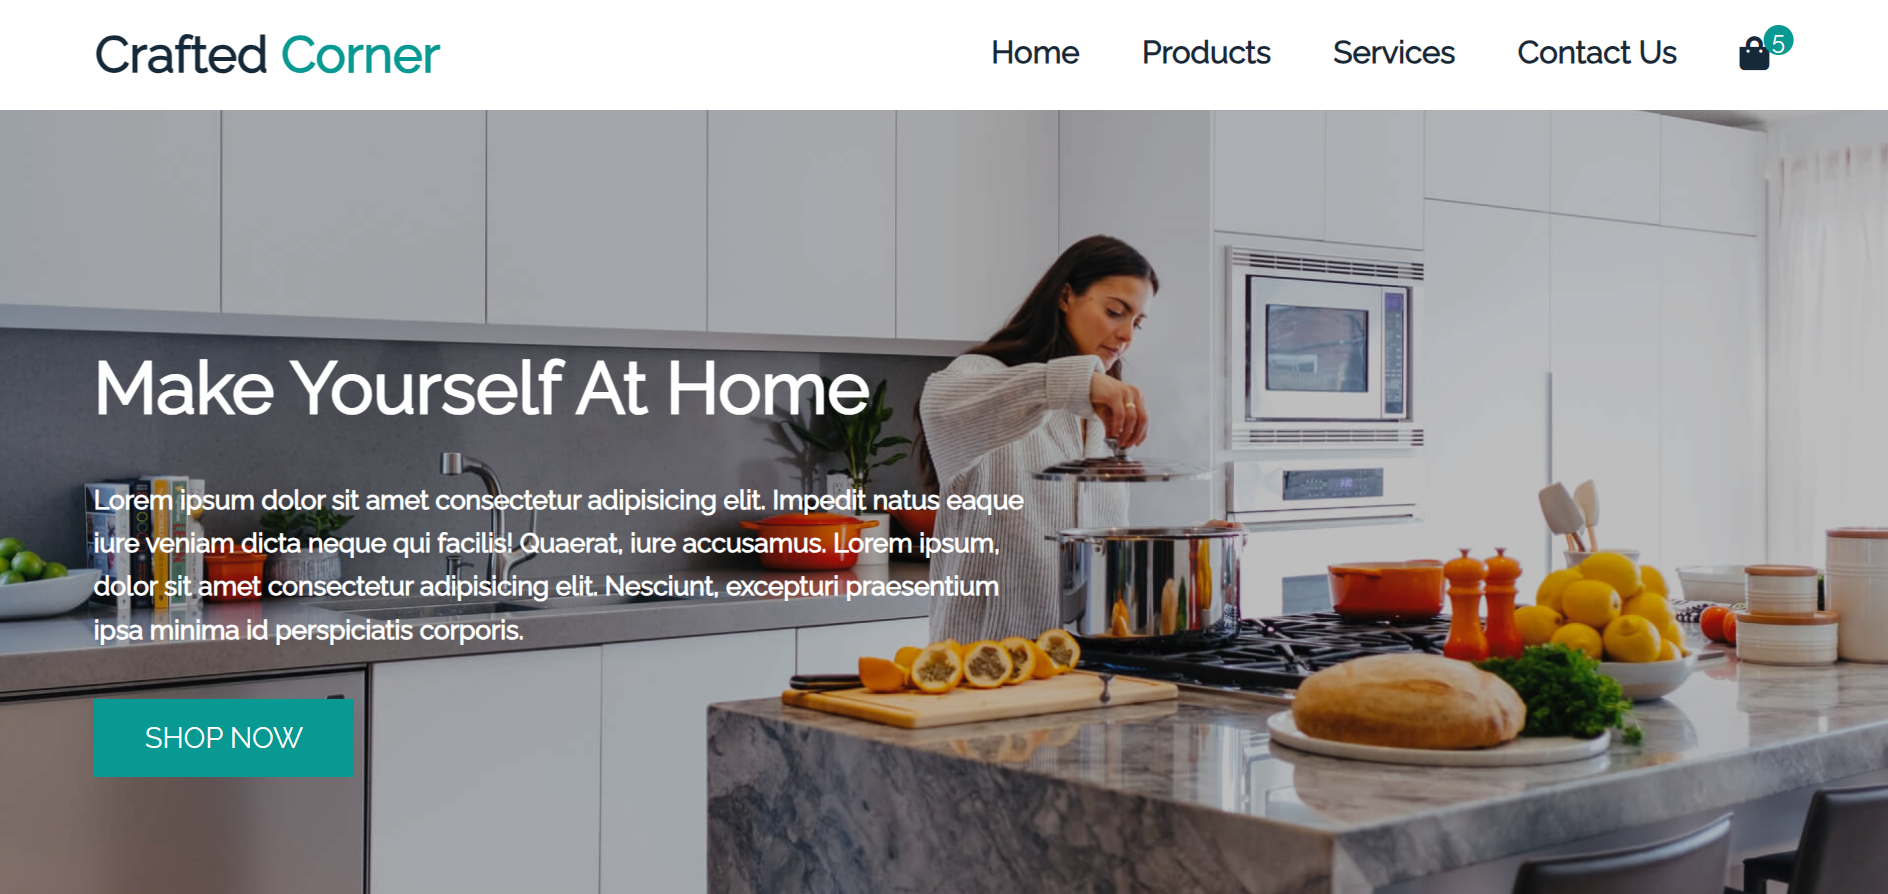 Crafted Corner
Home Products Services Contact Us 5
Make Yourself At Home
Lorem ipsum dolor sit amet consectetur adipisicing elit. Impedit natus eaque
iure veniam dicta neque qui facilis! Quaerat, iure accusamus. Lorem ipsum,
dolor sit amet consectetur adipisicing elit. Nesciunt, excepturi praesentium
ipsa minima id perspiciatis corporis.
SHOP NOW